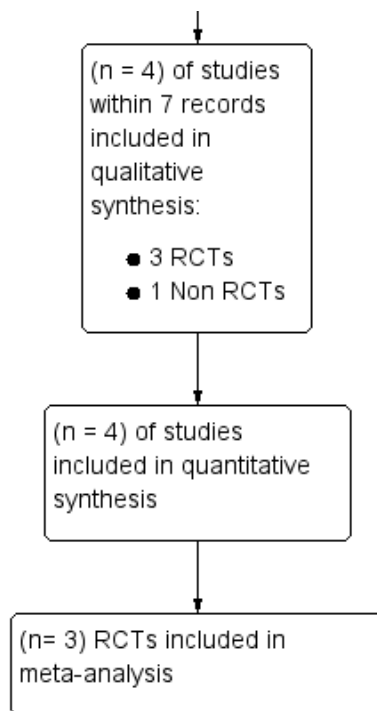 (n = 4) of studies
within 7 records
included in
qualitative
synthesis:
● 3 RCTs
● 1 Non RCTs
(n = 4) of studies
included in quantitative
synthesis
(n= 3) RCTs included in
meta-analysis